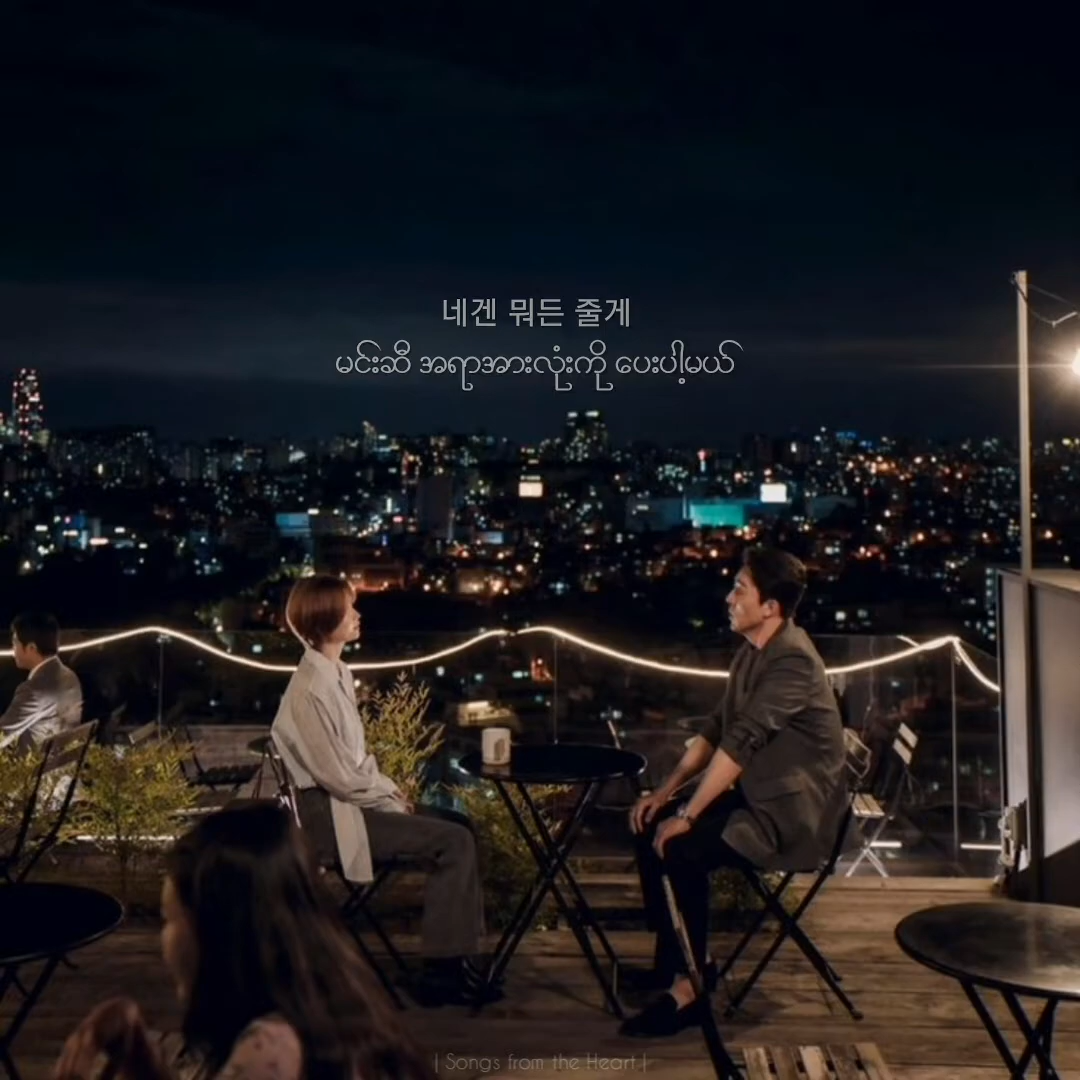 네겐 뭐든 줄게
မင်းဆီ အရာအားလုံးကို ပေးပါ့မယ်
| Songs from the Heart |